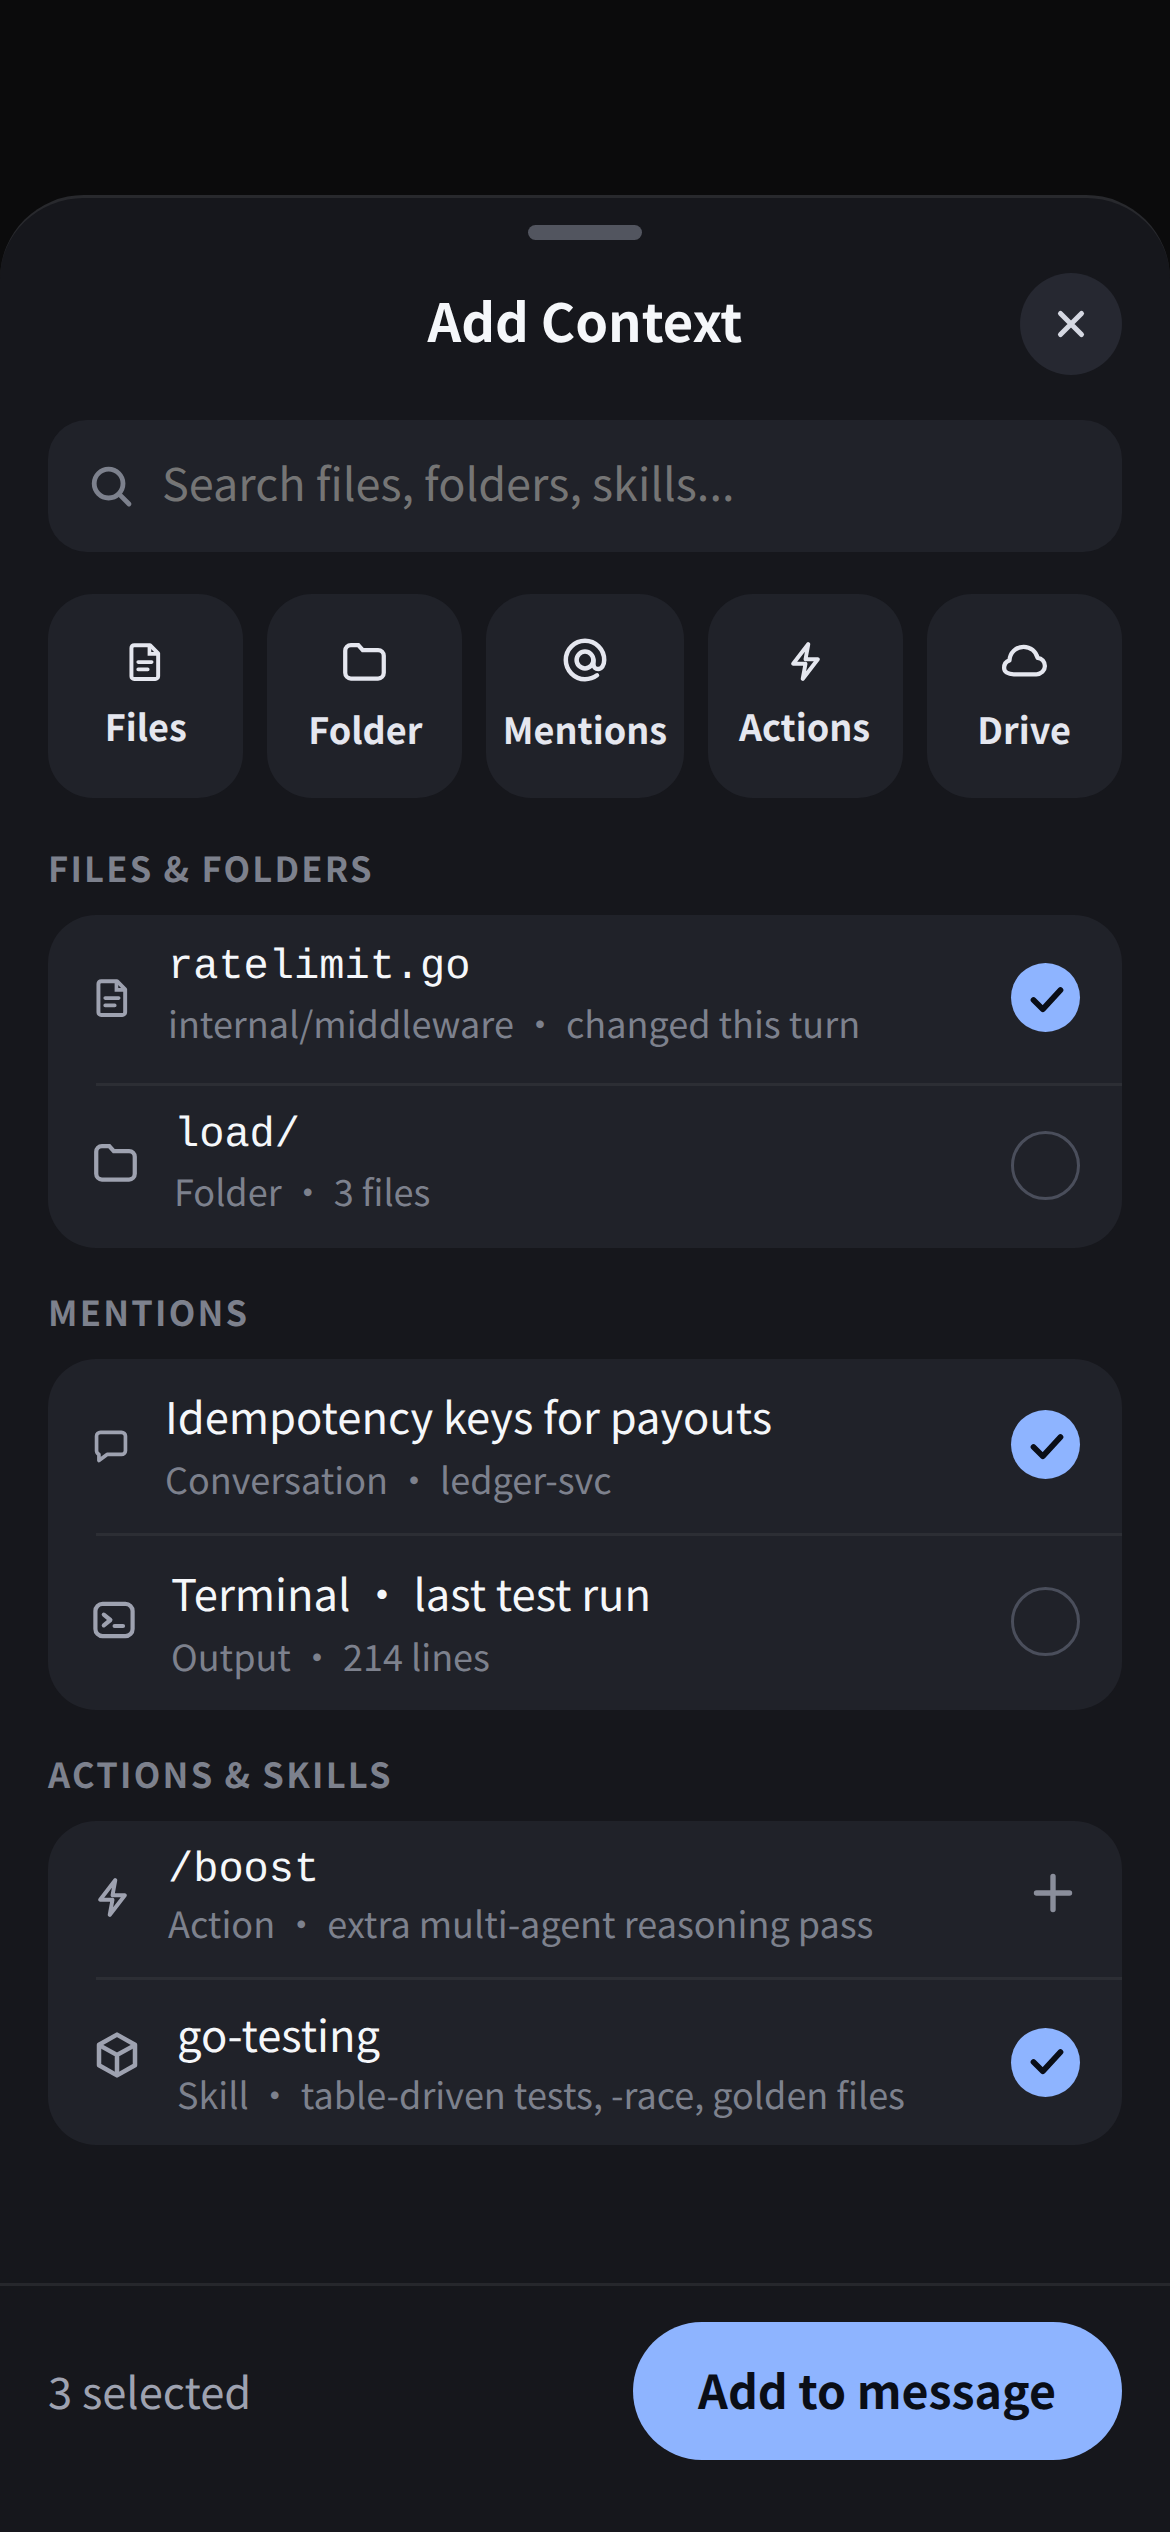 Add Context
Search files, folders, skills...
Files
Folder
Mentions
Actions
Drive
FILES & FOLDERS
ratelimit.go
internal/middleware • changed this turn
load/
Folder • 3 files
MENTIONS
Idempotency keys for payouts
Conversation • ledger-svc
Terminal • last test run
Output • 214 lines
ACTIONS & SKILLS
/boost
Action • extra multi-agent reasoning pass
go-testing
Skill • table-driven tests, -race, golden files
3 selected
Add to message